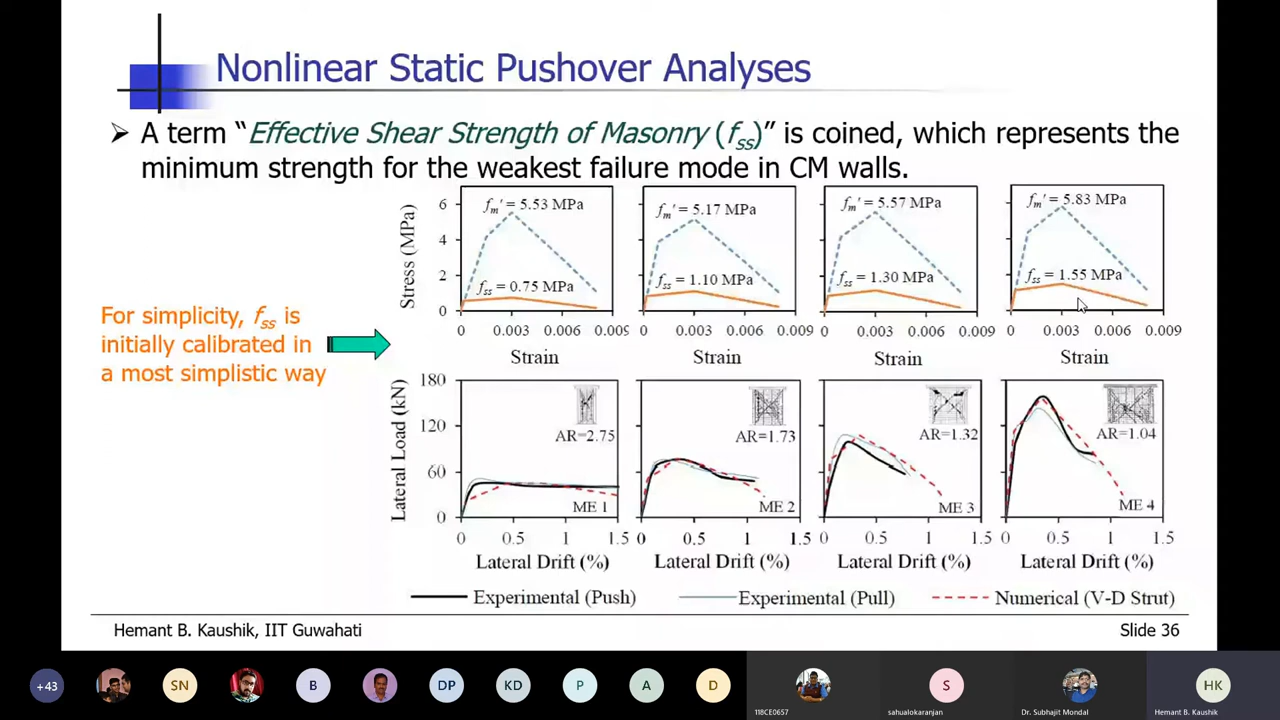 Nonlinear Static Pushover Analyses
➢ A term “Effective Shear Strength of Masonry (fss)” is coined, which represents the
minimum strength for the weakest failure mode in CM walls.
For simplicity, fss is
initially calibrated in
a most simplistic way
Stress (MPa)
6
4
2
0
fm' = 5.53 MPa
fss = 0.75 MPa
0 0.003 0.006 0.009
Strain
fm' = 5.17 MPa
fss = 1.10 MPa
0 0.003 0.006 0.009
Strain
fm' = 5.57 MPa
fss = 1.30 MPa
0 0.003 0.006 0.009
Strain
fm' = 5.83 MPa
fss = 1.55 MPa
0 0.003 0.006 0.009
Strain
Lateral Load (kN)
180
120
60
0
AR=2.75
ME 1
0 0.5 1 1.5
Lateral Drift (%)
AR=1.73
ME 2
0 0.5 1 1.5
Lateral Drift (%)
AR=1.32
ME 3
0 0.5 1 1.5
Lateral Drift (%)
AR=1.04
ME 4
0 0.5 1 1.5
Lateral Drift (%)
Experimental (Push) Experimental (Pull) Numerical (V-D Strut)
Hemant B. Kaushik, IIT Guwahati Slide 36
+43 SN B DP KD P A D S HK
118CE0657 sahualokaranjan Dr. Subhajit Mondal Hemant B. Kaushik